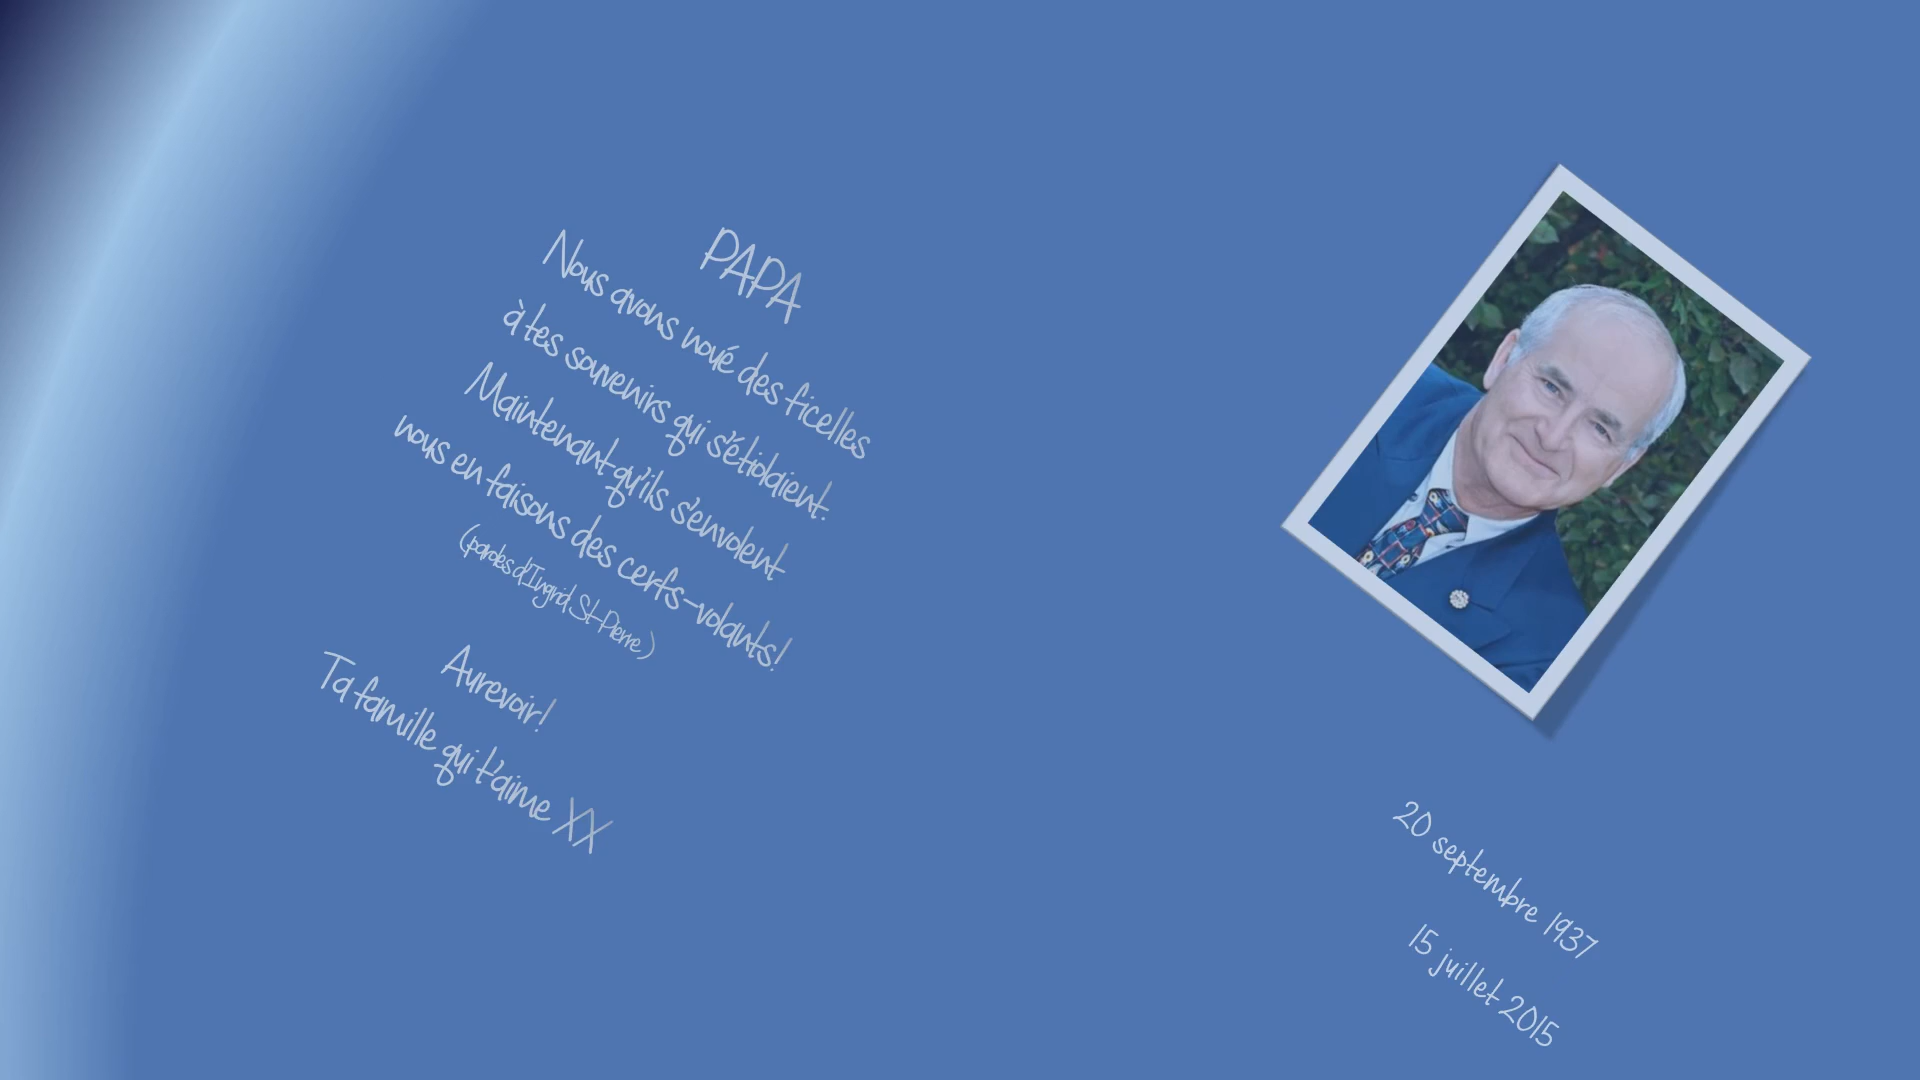 PAPA
Nous avons noué des ficelles
à tes souvenirs qui s'étiolaient.
Maintenant qu'ils s'envolent
nous en faisons des cerfs-volants!
(paroles d'Ingrid St-Pierre)
Aurevoir!
Ta famille qui t'aime XX
20 septembre 1937
15 juillet 2015